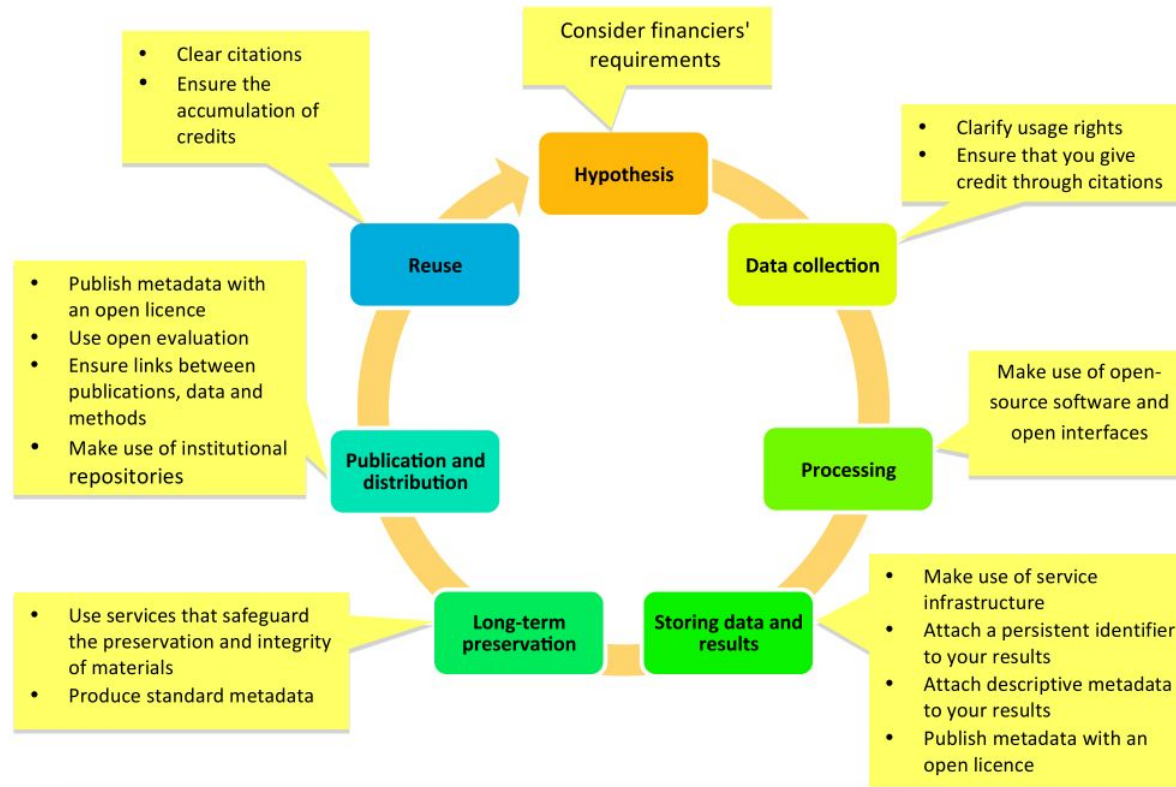 Consider financiers'
requirements
Hypothesis
• Clarify usage rights
• Ensure that you give
credit through citations
Data collection
Make use of open-
source software and
open interfaces
Processing
• Make use of service
infrastructure
• Attach a persistent identifier
to your results
• Attach descriptive metadata
to your results
• Publish metadata with an
open licence
Storing data and
results
• Use services that safeguard
the preservation and integrity
of materials
• Produce standard metadata
Long-term
preservation
• Publish metadata with
an open licence
• Use open evaluation
• Ensure links between
publications, data and
methods
• Make use of institutional
repositories
Publication and
distribution
• Clear citations
• Ensure the
accumulation of
credits
Reuse